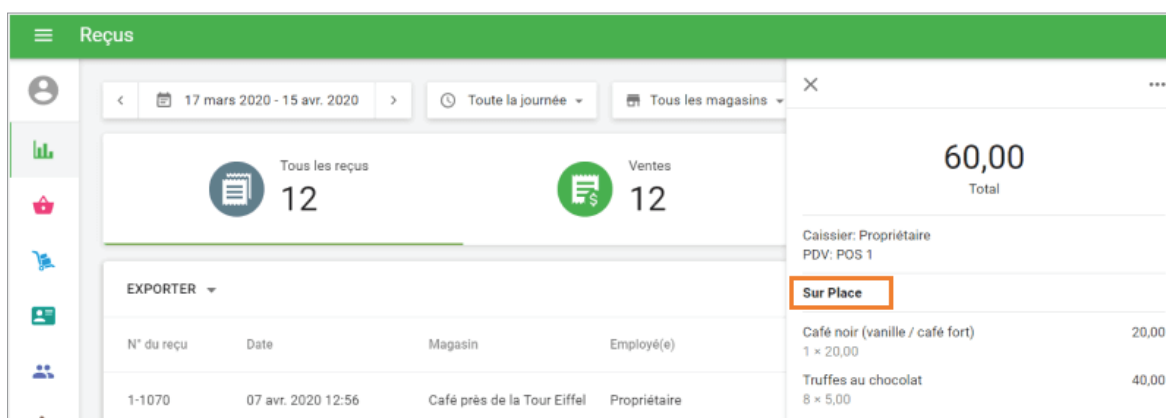 Reçus
17 mars 2020 - 15 avr. 2020
Toute la journée
Tous les magasins
Tous les reçus
12
Ventes
12
EXPORTER
N° du reçu Date Magasin Employé(e)
1-1070 07 avr. 2020 12:56 Café près de la Tour Eiffel Propriétaire
60,00
Total
Caissier: Propriétaire
PDV: POS 1
Sur Place
Café noir (vanille / café fort) 20,00
1 × 20,00
Truffes au chocolat 40,00
8 × 5,00